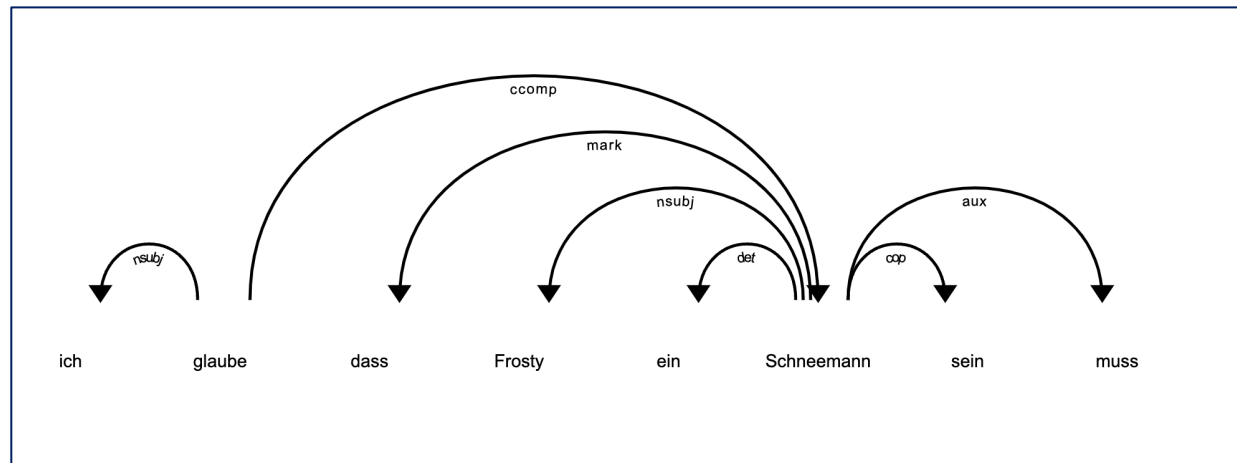 ccomp
mark
nsubj
aux
nsubj
det
cop
ich glaube dass Frosty ein Schneemann sein muss